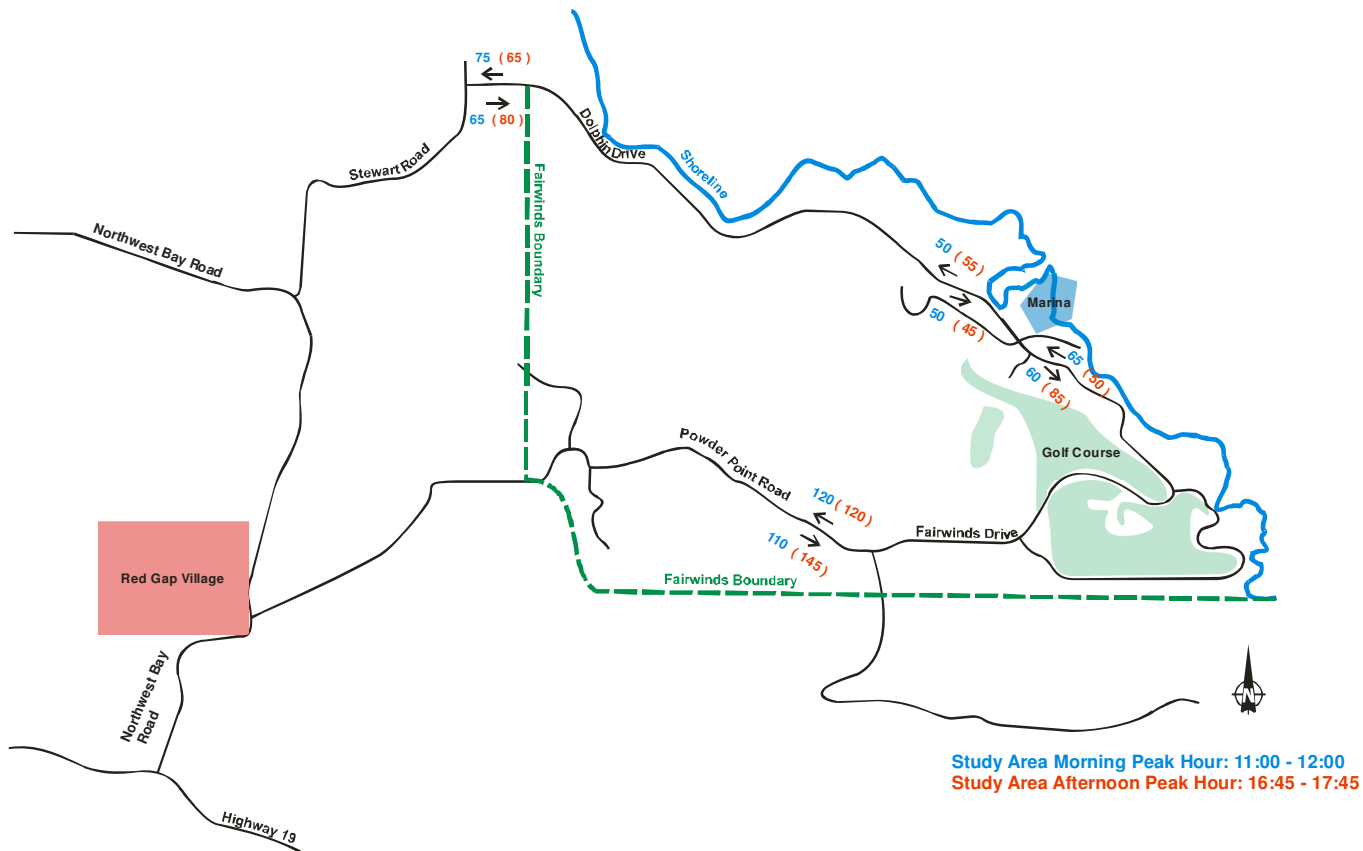 75 ( 65 )
65 ( 80 )
Dolphin Drive
Shoreline
Stewart Road
Fairwinds Boundary
Northwest Bay Road
50 ( 55 )
50 ( 45 )
Marina
65 ( 50 )
60 ( 85 )
Golf Course
Powder Point Road
120 ( 120 )
110 ( 145 )
Fairwinds Drive
Red Gap Village
Fairwinds Boundary
Northwest Bay
Road
N
Highway 19
Study Area Morning Peak Hour: 11:00 - 12:00
Study Area Afternoon Peak Hour: 16:45 - 17:45